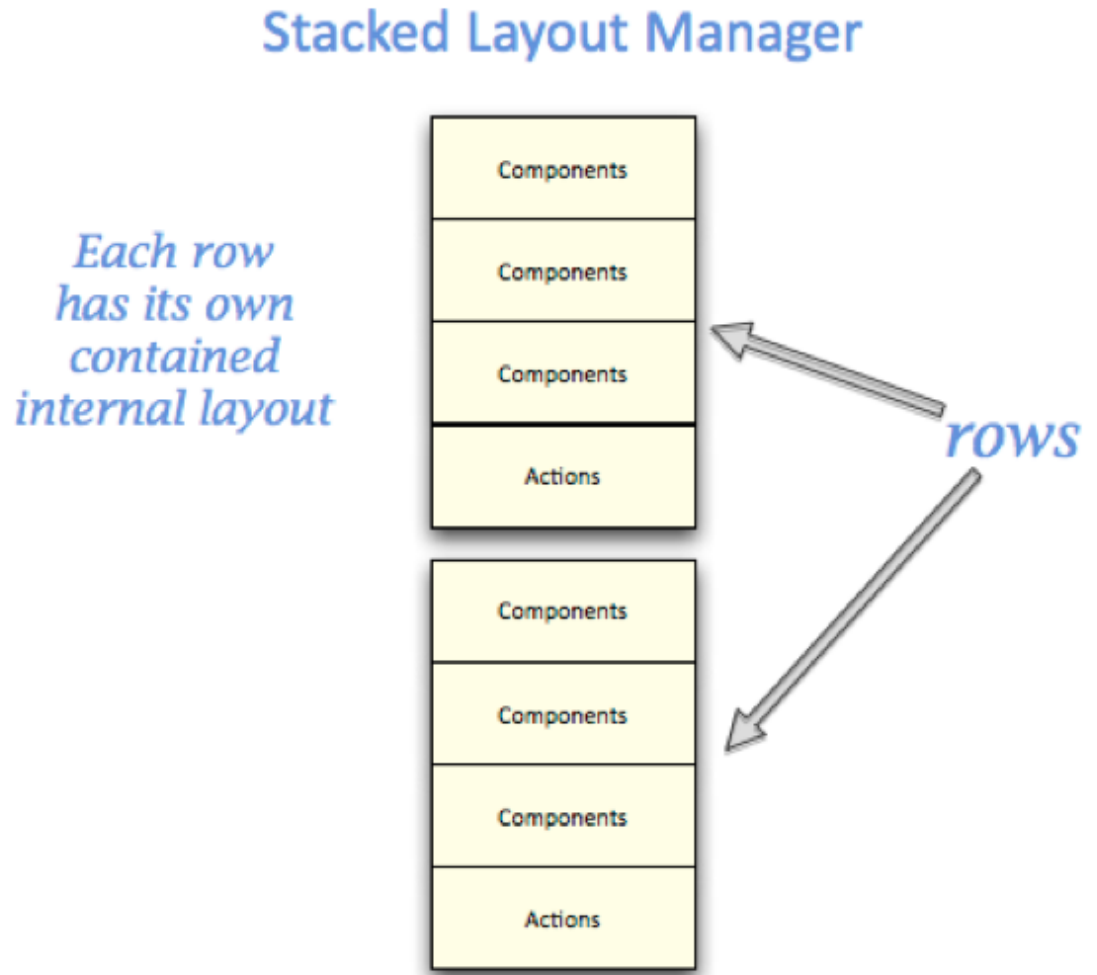 Stacked Layout Manager
Each row
has its own
contained
internal layout
Components
Components
Components
Actions
rows
Components
Components
Components
Actions